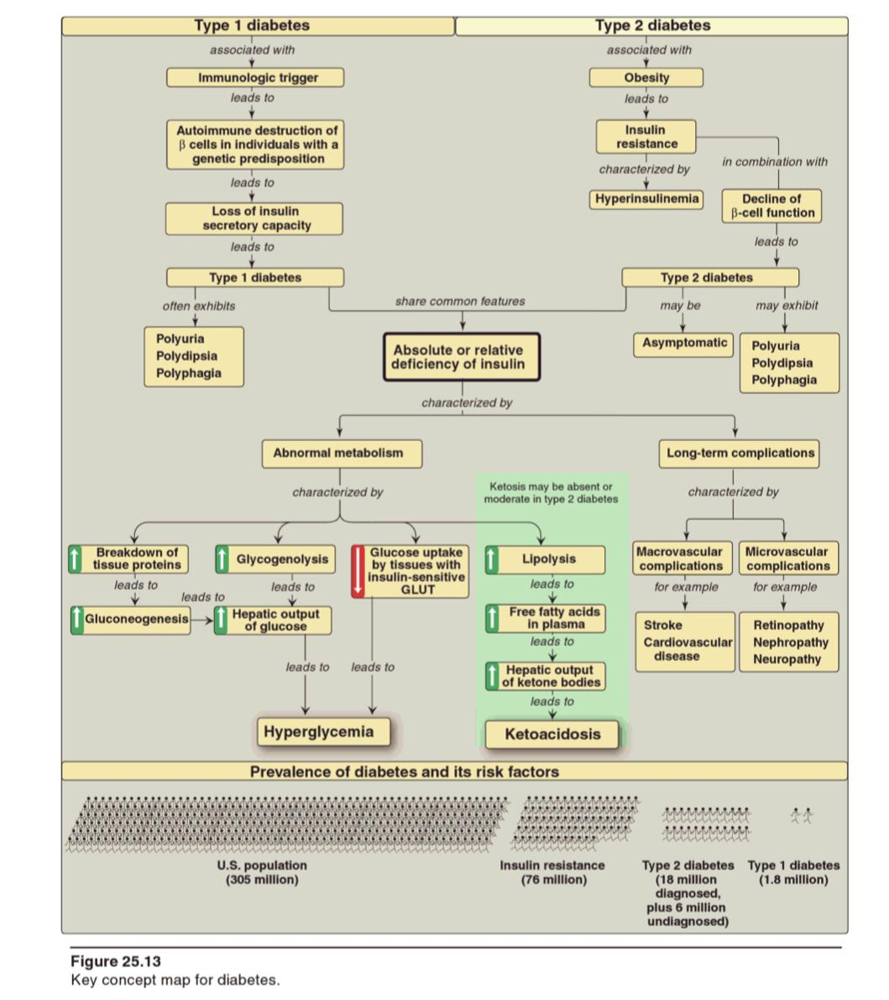 Type 1 diabetes
Type 2 diabetes
associated with
associated with
Immunologic trigger
Obesity
leads to
leads to
Autoimmune destruction of
β cells in individuals with a
genetic predisposition
Insulin
resistance
in combination with
characterized by
leads to
Hyperinsulinemia
Decline of
β-cell function
Loss of insulin
secretory capacity
leads to
leads to
Type 1 diabetes
Type 2 diabetes
often exhibits
share common features
may be
may exhibit
Polyuria
Polydipsia
Polyphagia
Absolute or relative
deficiency of insulin
Asymptomatic
Polyuria
Polydipsia
Polyphagia
characterized by
Abnormal metabolism
Long-term complications
characterized by
Ketosis may be absent or
moderate in type 2 diabetes
characterized by
Breakdown of
tissue proteins
Glycogenolysis
Glucose uptake
by tissues with
insulin-sensitive
GLUT
Lipolysis
Macrovascular
complications
Microvascular
complications
leads to
leads to
leads to
for example
for example
leads to
Gluconeogenesis
Hepatic output
of glucose
Free fatty acids
in plasma
Stroke
Cardiovascular
disease
Retinopathy
Nephropathy
Neuropathy
leads to
leads to
leads to
Hepatic output
of ketone bodies
leads to
Hyperglycemia
Ketoacidosis
Prevalence of diabetes and its risk factors
U.S. population
(305 million)
Insulin resistance
(76 million)
Type 2 diabetes
(18 million
diagnosed,
plus 6 million
undiagnosed)
Type 1 diabetes
(1.8 million)
Figure 25.13
Key concept map for diabetes.